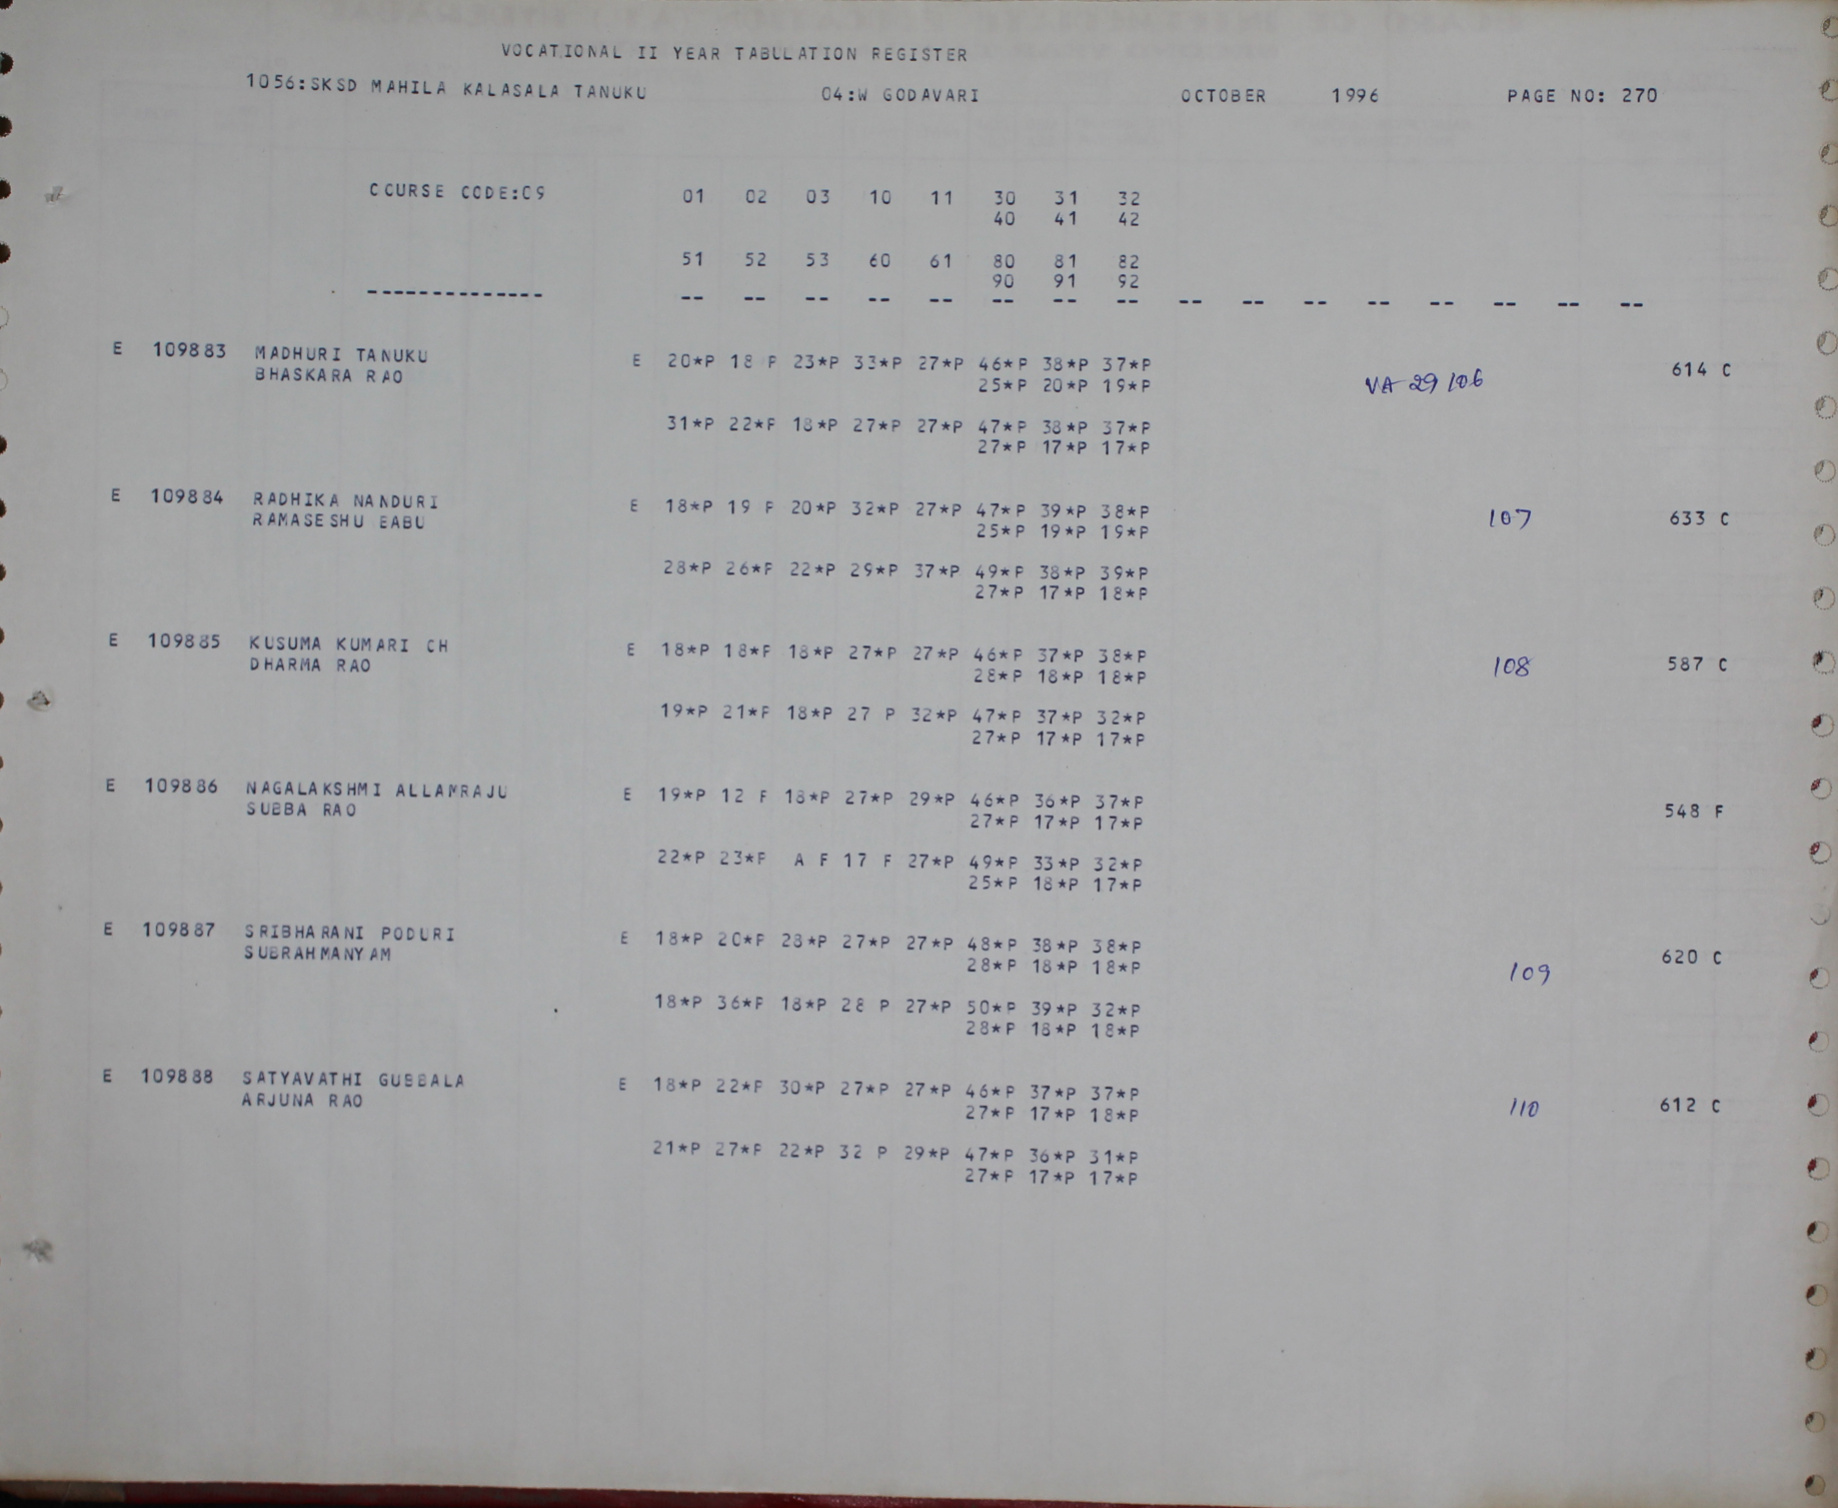 VOCATIONAL II YEAR TABULATION REGISTER
1056:SKSD MAHILA KALASALA TANUKU 04:W GODAVARI OCTOBER 1996 PAGE NO: 270
COURSE CODE:C9 01 02 03 10 11 30 31 32
40 41 42
51 52 53 60 61 80 81 82
90 91 92
-------------- -- -- -- -- -- -- -- -- -- -- -- -- -- -- -- --
E 109883 MADHURI TANUKU E 20*P 18 P 23*P 33*P 27*P 46*P 38*P 37*P 614 C
BHASKARA RAO 25*P 20*P 19*P VA 29/106
31*P 22*P 18*P 27*P 27*P 47*P 38*P 37*P
27*P 17*P 17*P
E 109884 RADHIKA NANDURI E 18*P 19 P 20*P 32*P 27*P 47*P 39*P 38*P 107 633 C
RAMASESHU BABU 25*P 19*P 19*P
28*P 26*P 22*P 29*P 37*P 49*P 38*P 39*P
27*P 17*P 18*P
E 109885 KUSUMA KUMARI CH E 18*P 18*P 18*P 27*P 27*P 46*P 37*P 38*P 108 587 C
DHARMA RAO 28*P 18*P 18*P
19*P 21*P 18*P 27 P 32*P 47*P 37*P 32*P
27*P 17*P 17*P
E 109886 NAGALAKSHMI ALLAMRAJU E 19*P 12 F 18*P 27*P 29*P 46*P 36*P 37*P 548 F
SUBBA RAO 27*P 17*P 17*P
22*P 23*P A F 17 F 27*P 49*P 33*P 32*P
25*P 18*P 17*P
E 109887 SRIBHARANI PODURI E 18*P 20*P 28*P 27*P 27*P 48*P 38*P 38*P 620 C
SUBRAHMANYAM 28*P 18*P 18*P 109
18*P 36*P 18*P 28 P 27*P 50*P 39*P 32*P
28*P 18*P 18*P
E 109888 SATYAVATHI GUBBALA E 18*P 22*P 30*P 27*P 27*P 46*P 37*P 37*P 110 612 C
ARJUNA RAO 27*P 17*P 18*P
21*P 27*P 22*P 32 P 29*P 47*P 36*P 31*P
27*P 17*P 17*P